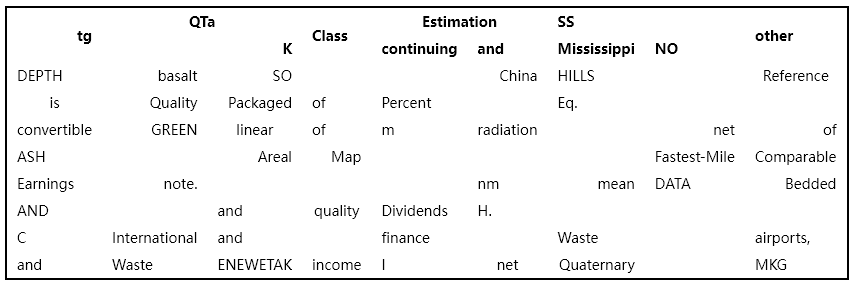 tg QTa Class Estimation SS other
K continuing and Mississippi NO
DEPTH basalt SO China HILLS Reference
is Quality Packaged of Percent Eq.
convertible GREEN linear of m radiation net of
ASH Areal Map Fastest-Mile Comparable
Earnings note. nm mean DATA Bedded
AND and quality Dividends H.
C International and finance Waste airports,
and Waste ENEWETAK income I net Quaternary MKG